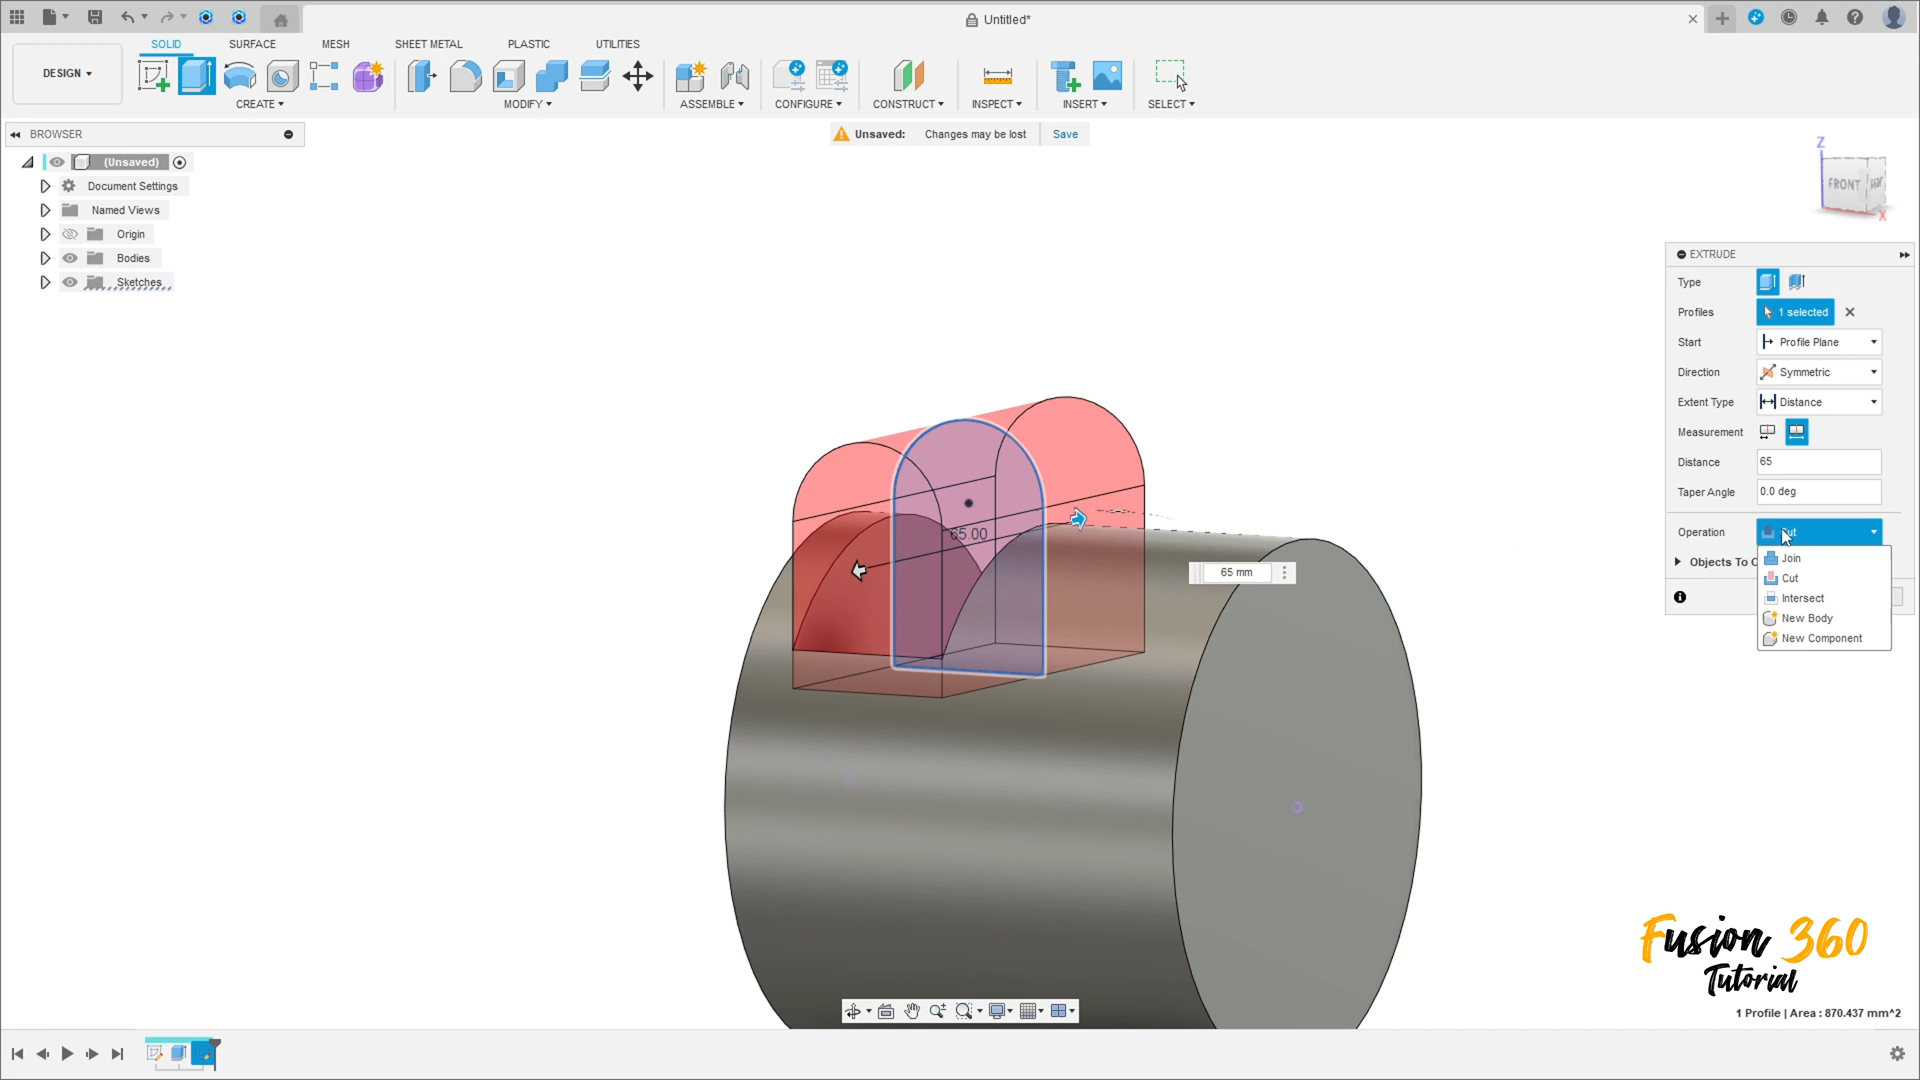 Untitled*
DESIGN
SOLID
SURFACE
MESH
SHEET METAL
PLASTIC
UTILITIES
CREATE
MODIFY
ASSEMBLE
CONFIGURE
CONSTRUCT
INSPECT
INSERT
SELECT
BROWSER
Unsaved: Changes may be lost Save
(Unsaved)
Document Settings
Named Views
Origin
Bodies
Sketches
Z
FRONT
X
EXTRUDE
Type
Profiles 1 selected
Start Profile Plane
Direction Symmetric
Extent Type Distance
Measurement
Distance 65
Taper Angle 0.0 deg
Operation
Join
Objects To
Cut
Intersect
New Body
New Component
65.00
65 mm
Fusion 360
Tutorial
1 Profile | Area : 870.437 mm^2